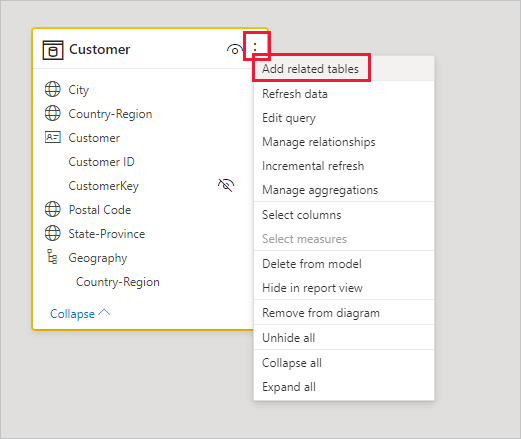 Customer
City
Country-Region
Customer
Customer ID
CustomerKey
Postal Code
State-Province
Geography
Country-Region
Collapse
Add related tables
Refresh data
Edit query
Manage relationships
Incremental refresh
Manage aggregations
Select columns
Select measures
Delete from model
Hide in report view
Remove from diagram
Unhide all
Collapse all
Expand all